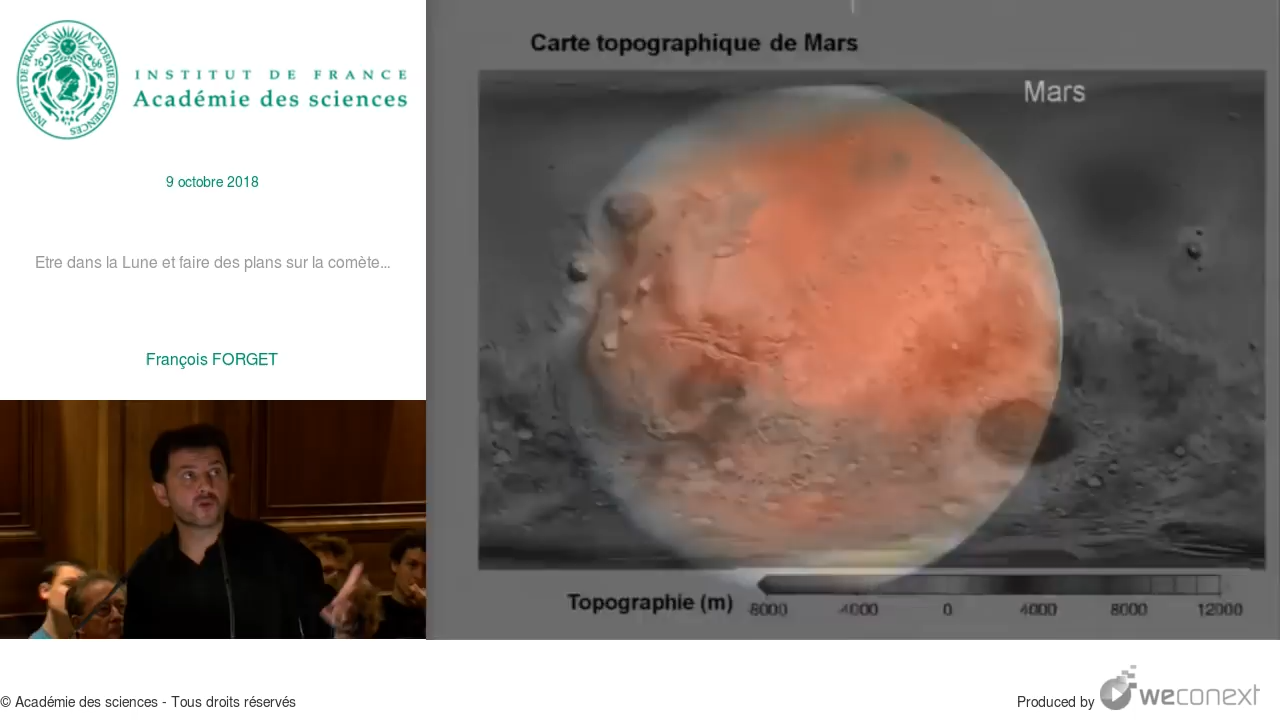 INSTITUT DE FRANCE
Académie des sciences
9 octobre 2018
Etre dans la Lune et faire des plans sur la comète...
François FORGET
Carte topographique de Mars
Mars
Topographie (m)
-8000 -4000 0 4000 8000 12000
© Académie des sciences - Tous droits réservés
Produced by weconext